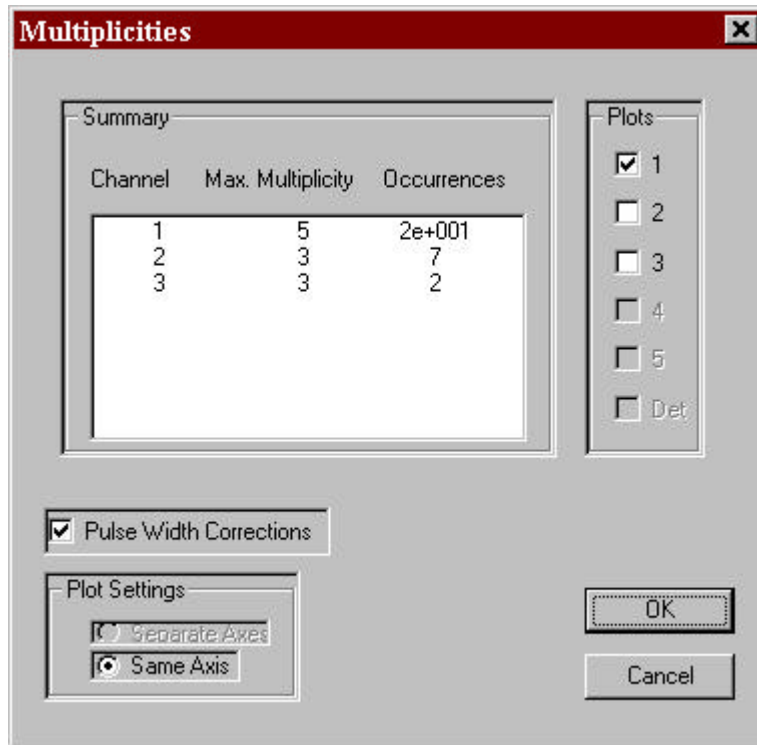 Multiplicities
Summary
Channel Max. Multiplicity Occurrences
1 5 2e+001
2 3 7
3 3 2
Plots
1
2
3
4
5
Det
Pulse Width Corrections
Plot Settings
Separate Axes
Same Axis
OK
Cancel